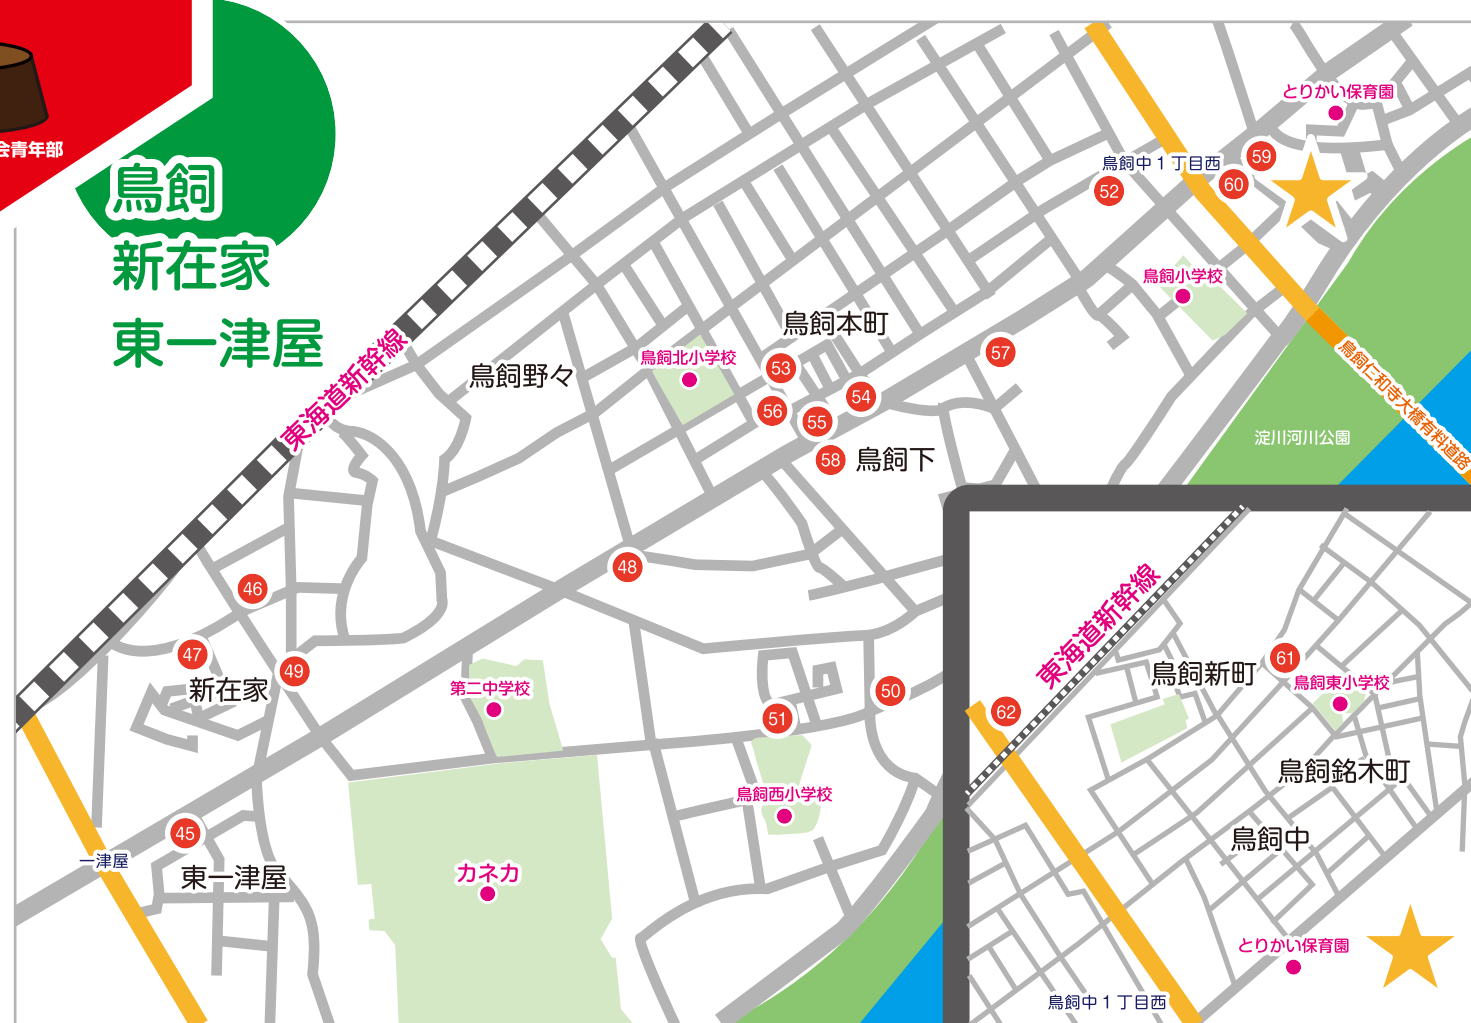 会青年部
鳥飼
新在家
東一津屋
とりかい保育園
59
鳥飼中1丁目西
52
60
鳥飼小学校
東海道新幹線
鳥飼本町
鳥飼北小学校
53
57
鳥飼野々
鳥飼仁和寺大橋有料道路
54
56
55
淀川河川公園
58
鳥飼下
48
46
47
49
新在家
第二中学校
50
51
鳥飼西小学校
45
一津屋
東一津屋
カネカ
東海道新幹線
61
鳥飼新町
鳥飼東小学校
62
鳥飼銘木町
鳥飼中
とりかい保育園
鳥飼中1丁目西